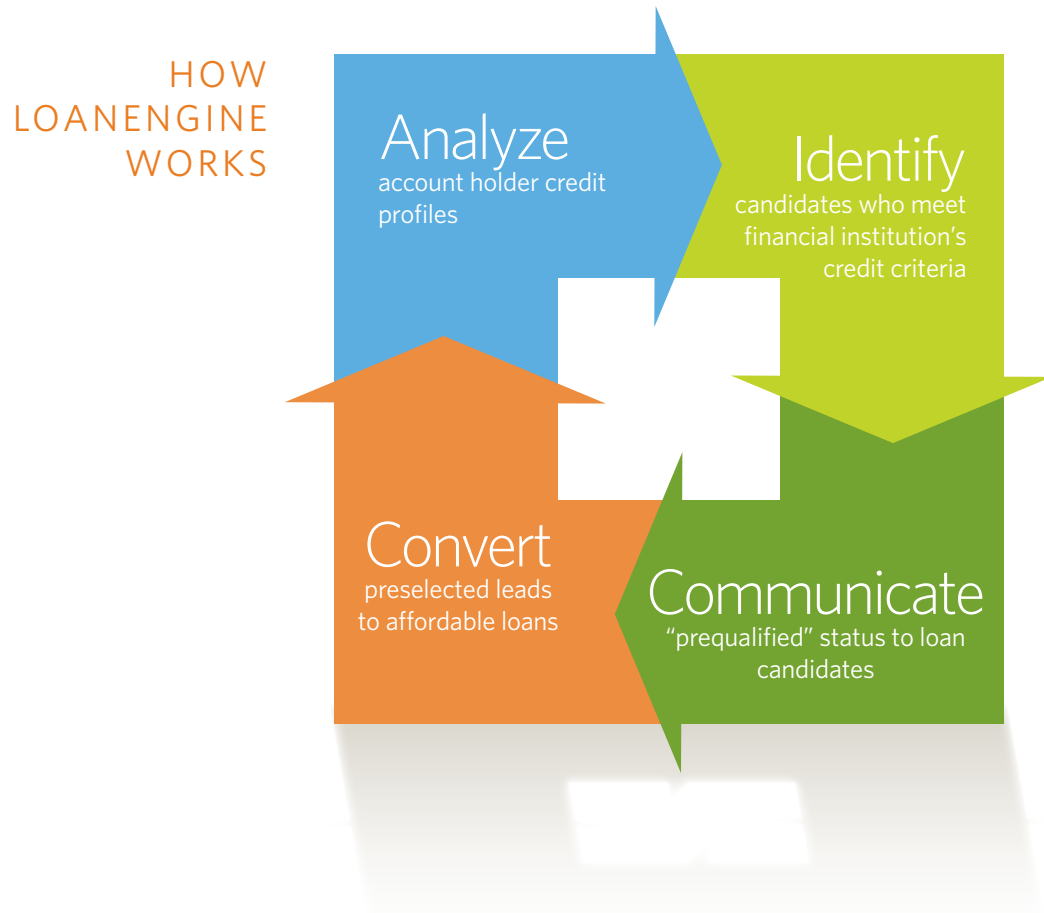 HOW
LOANENGINE
WORKS
Analyze
account holder credit
profiles
Identify
candidates who meet
financial institution’s
credit criteria
Communicate
“prequalified” status to loan
candidates
Convert
preselected leads
to affordable loans